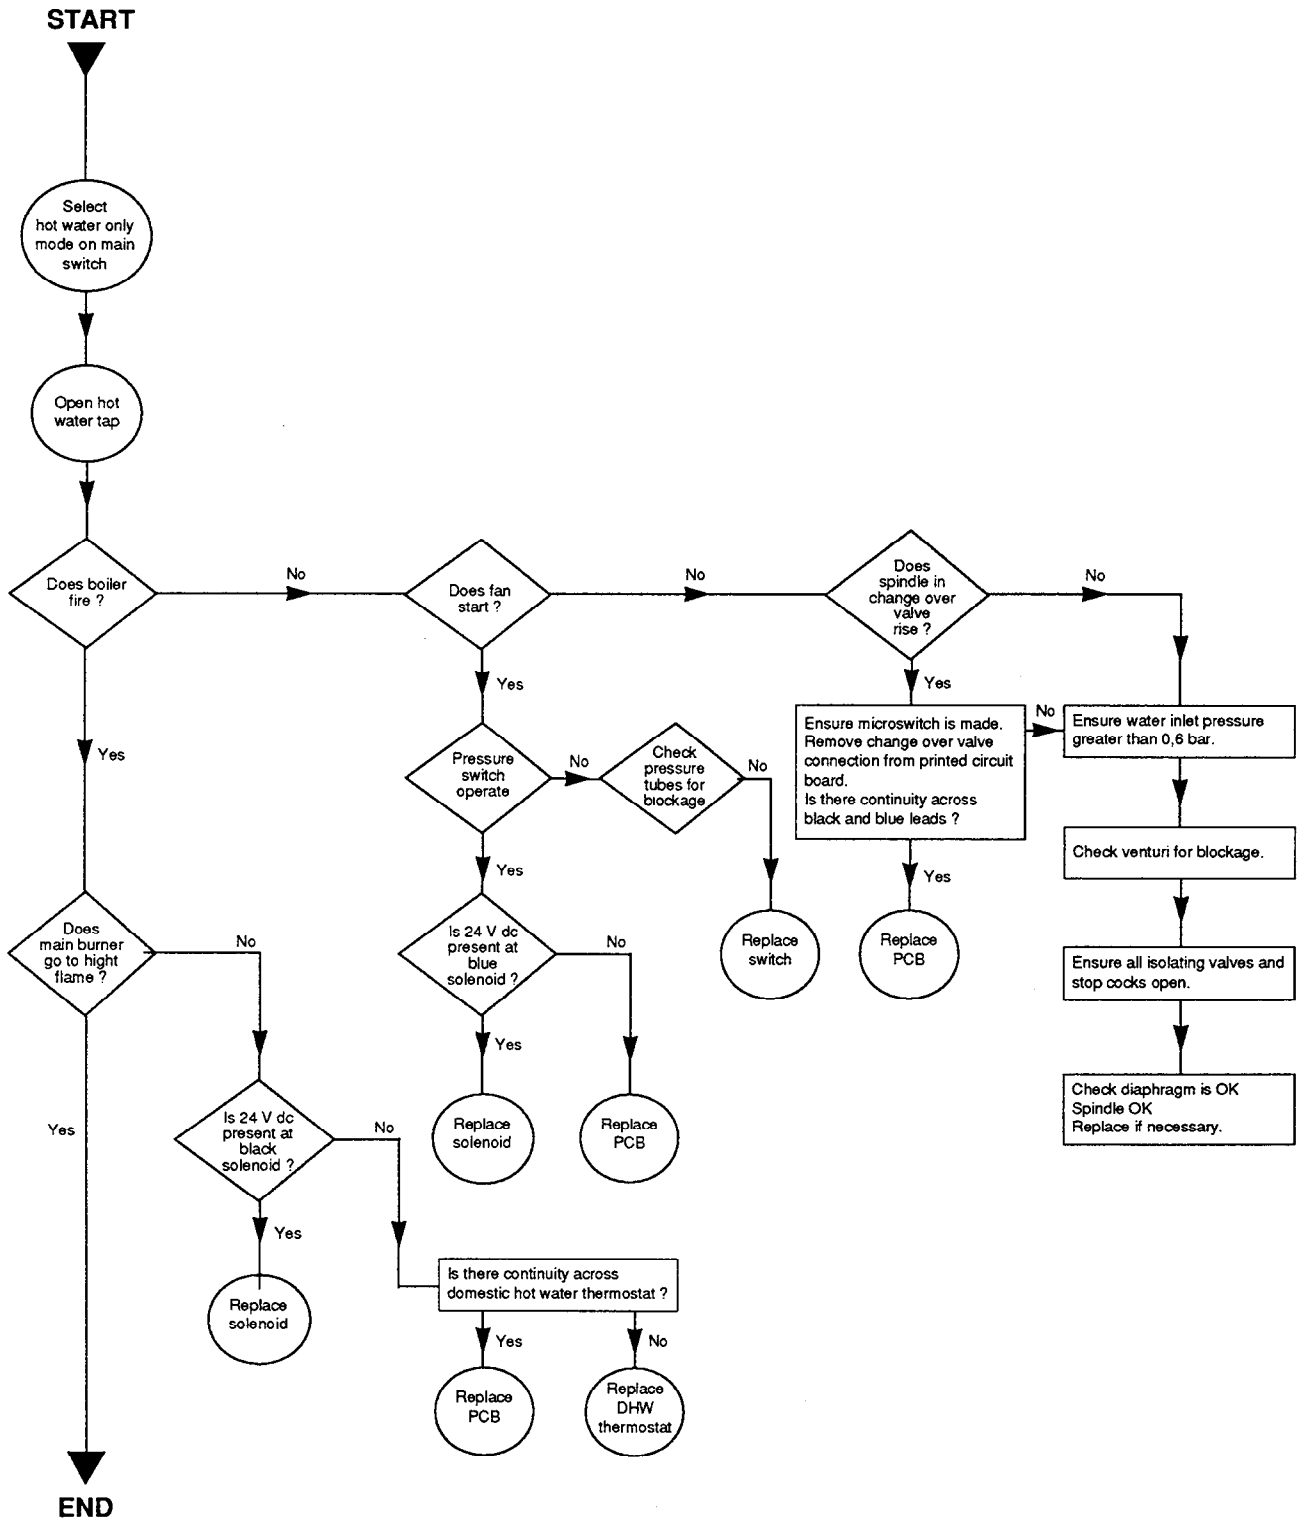 START
Select
hot water only
mode on main
switch
Open hot
water tap
Does boiler
fire ?
No
Does fan
start ?
No
Does
spindle in
change over
valve
rise ?
No
Yes
Yes
Yes
Ensure microswitch is made.
Remove change over valve
connection from printed circuit
board.
Is there continuity across
black and blue leads ?
No
Ensure water inlet pressure
greater than 0,6 bar.
Pressure
switch
operate
No
Check
pressure
tubes for
blockage
No
Check venturi for blockage.
Yes
Yes
Does
main burner
go to hight
flame ?
No
Is 24 V dc
present at
blue
solenoid ?
No
Replace
switch
Replace
PCB
Ensure all isolating valves and
stop cocks open.
Yes
Check diaphragm is OK
Spindle OK
Replace if necessary.
Yes
Is 24 V dc
present at
black
solenoid ?
No
Replace
solenoid
Replace
PCB
Yes
Is there continuity across
domestic hot water thermostat ?
Replace
solenoid
Yes
No
Replace
PCB
Replace
DHW
thermostat
END